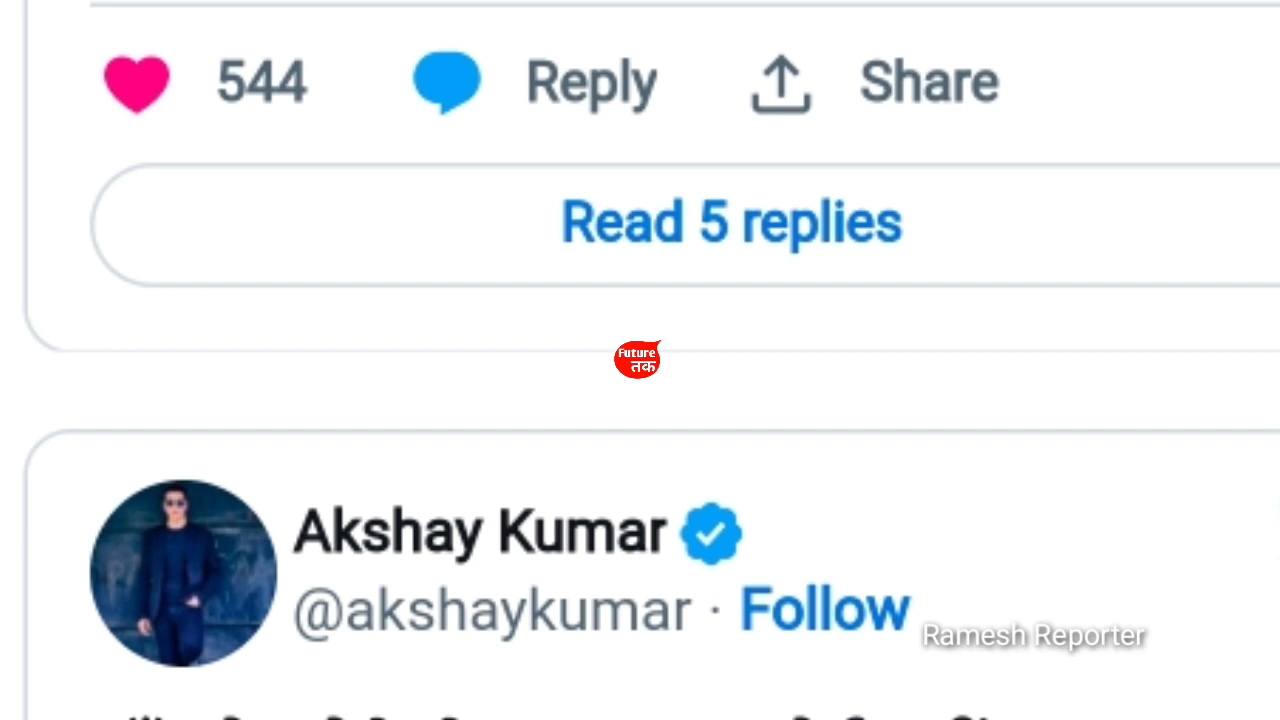 544 Reply Share
Read 5 replies
Future
तक
Akshay Kumar
@akshaykumar · Follow
Ramesh Reporter